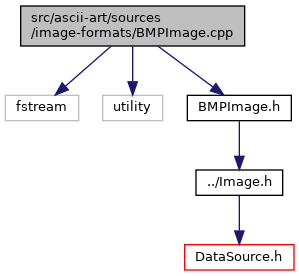 src/ascii-art/sources
/image-formats/BMPImage.cpp
fstream
utility
BMPImage.h
../Image.h
DataSource.h